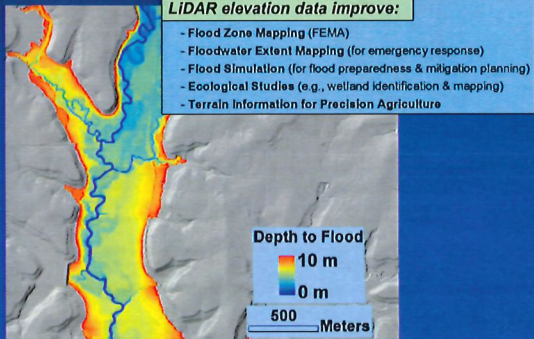 LiDAR elevation data improve:
- Flood Zone Mapping (FEMA)
- Floodwater Extent Mapping (for emergency response)
- Flood Simulation (for flood preparedness & mitigation planning)
- Ecological Studies (e.g., wetland identification & mapping)
- Terrain Information for Precision Agriculture
Depth to Flood
10 m
0 m
500
Meters